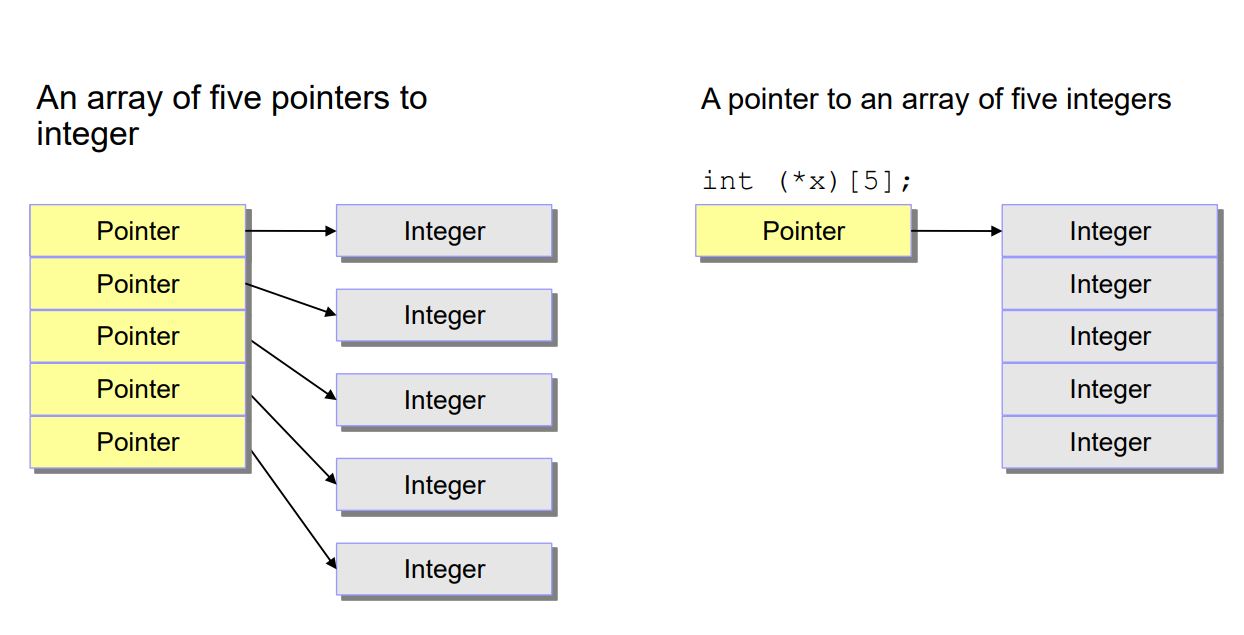 An array of five pointers to
integer
Pointer
Pointer
Pointer
Pointer
Pointer
Integer
Integer
Integer
Integer
Integer
A pointer to an array of five integers
int (*x)[5];
Pointer
Integer
Integer
Integer
Integer
Integer